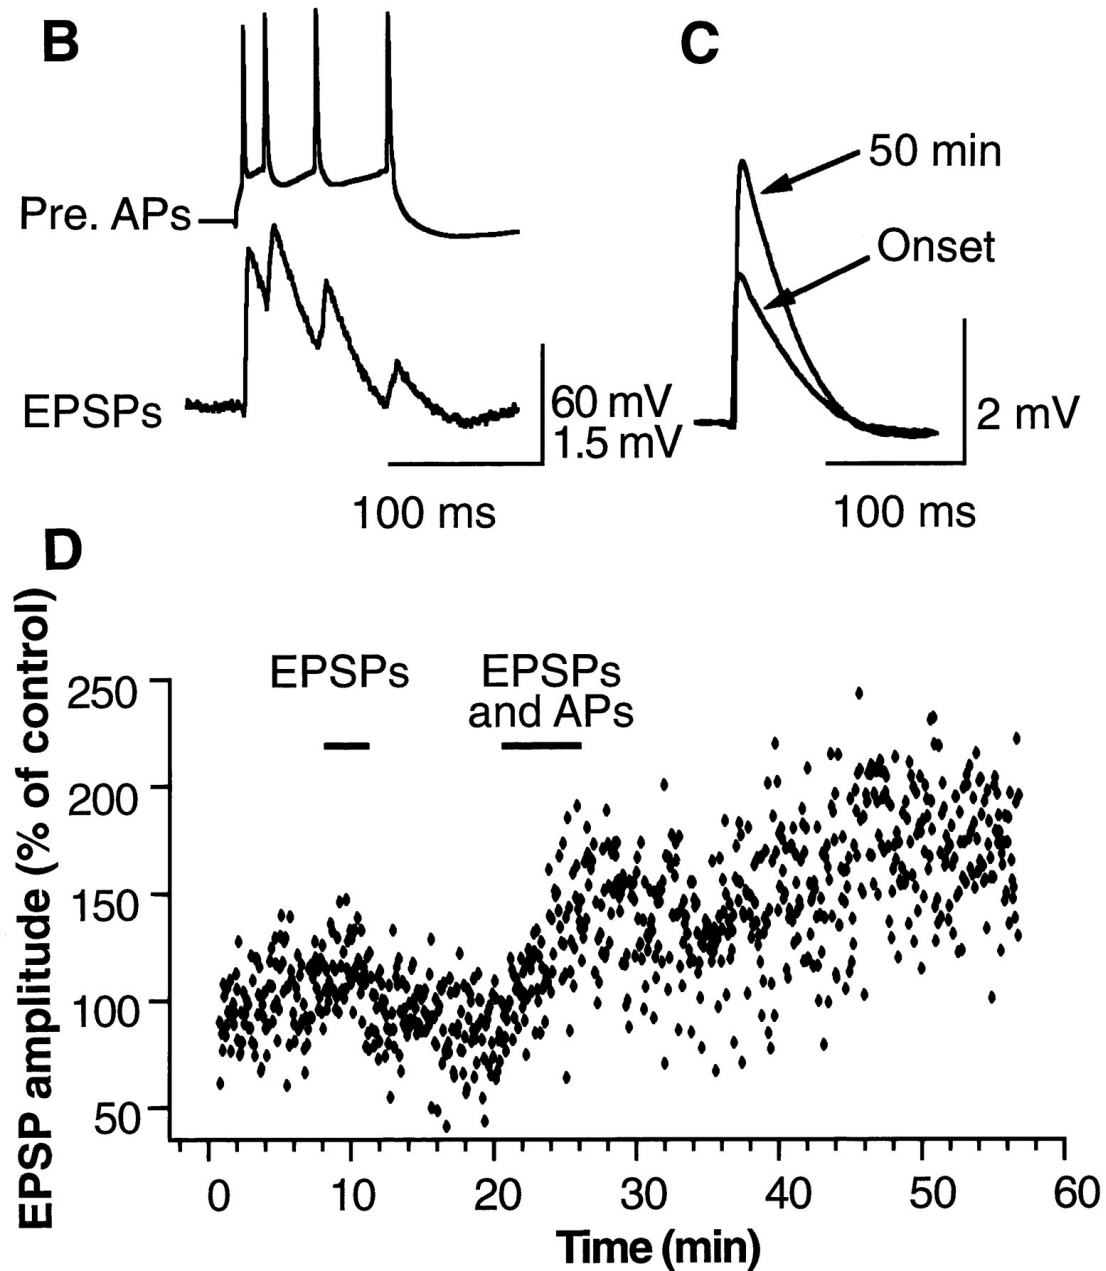 B
C
Pre. APs
50 min
Onset
EPSPs
60 mV
1.5 mV
2 mV
100 ms
100 ms
D
EPSP amplitude (% of control)
EPSPs
EPSPs
and APs
250
200
150
100
50
0 10 20 30 40 50 60
Time (min)